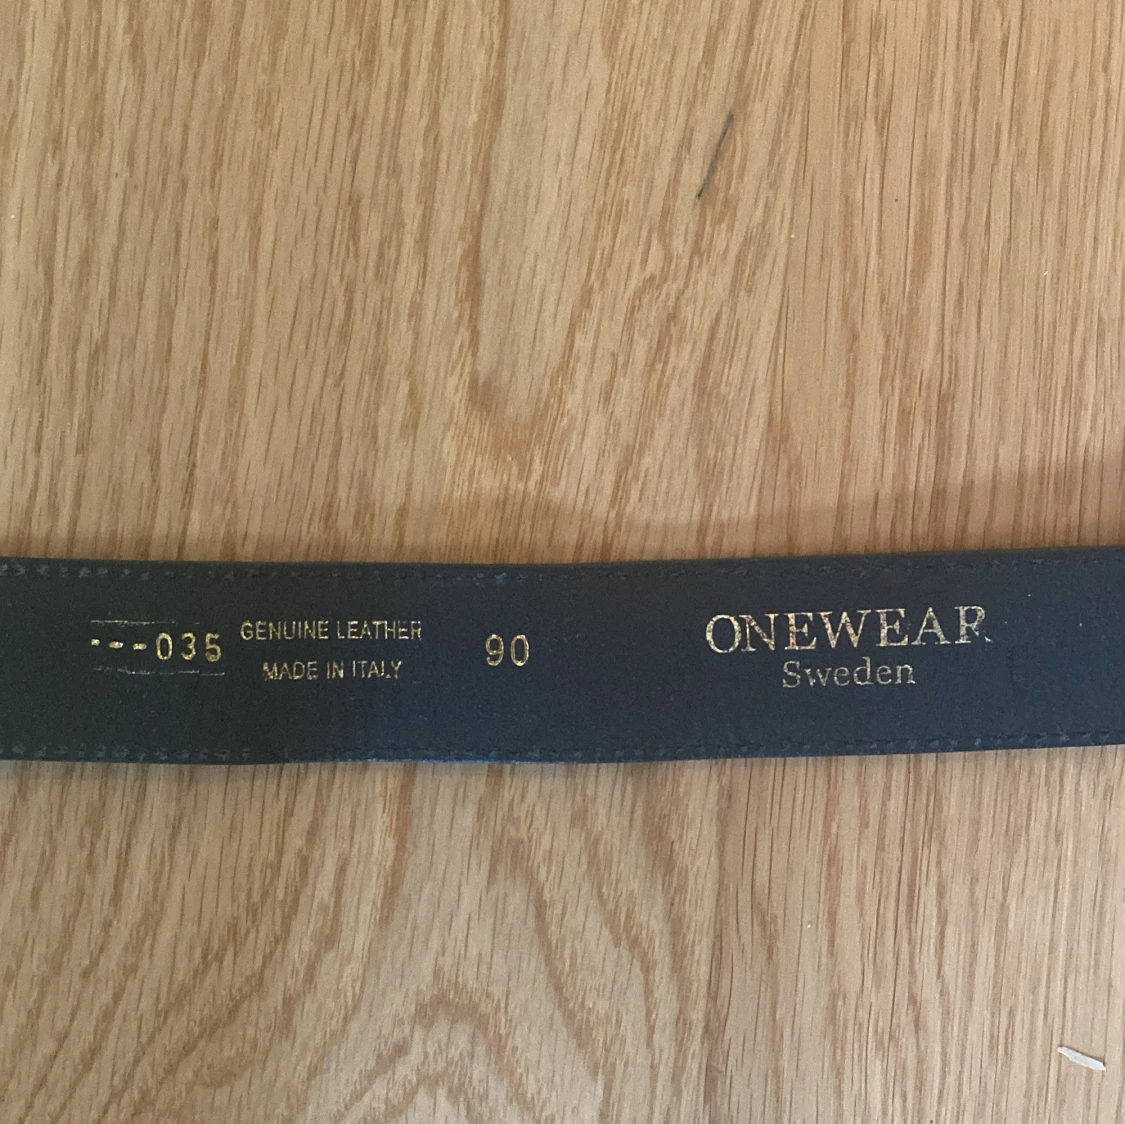 ---035
GENUINE LEATHER
MADE IN ITALY
90
ONEWEAR
Sweden